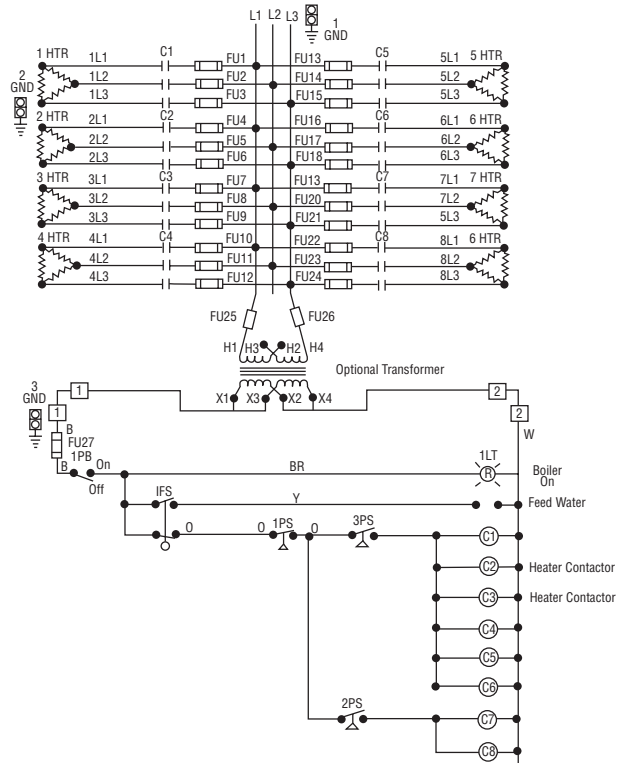 L1 L2 L3
1
GND
2
GND
1 HTR 1L1 C1 FU1 FU13 C5 5L1 5 HTR
1L2 FU2 FU14 5L2
1L3 FU3 FU15 5L3
2 HTR 2L1 C2 FU4 FU16 C6 6L1 6 HTR
2L2 FU5 FU17 6L2
2L3 FU6 FU18 6L3
3 HTR 3L1 C3 FU7 FU13 C7 7L1 7 HTR
3L2 FU8 FU20 7L2
3L3 FU9 FU21 5L3
4 HTR 4L1 C4 FU10 FU22 C8 8L1 6 HTR
4L2 FU11 FU23 8L2
4L3 FU12 FU24 8L3
FU25 FU26
H1 H3 H2 H4
Optional Transformer
X1 X3 X2 X4
3
GND
1 2
1 2
B W
FU27
1PB
B On
Off
BR
1LT
R
Boiler
On
IFS Y Feed Water
O O 1PS O 3PS C1
C2 Heater Contactor
C3 Heater Contactor
C4
C5
C6
2PS C7
C8